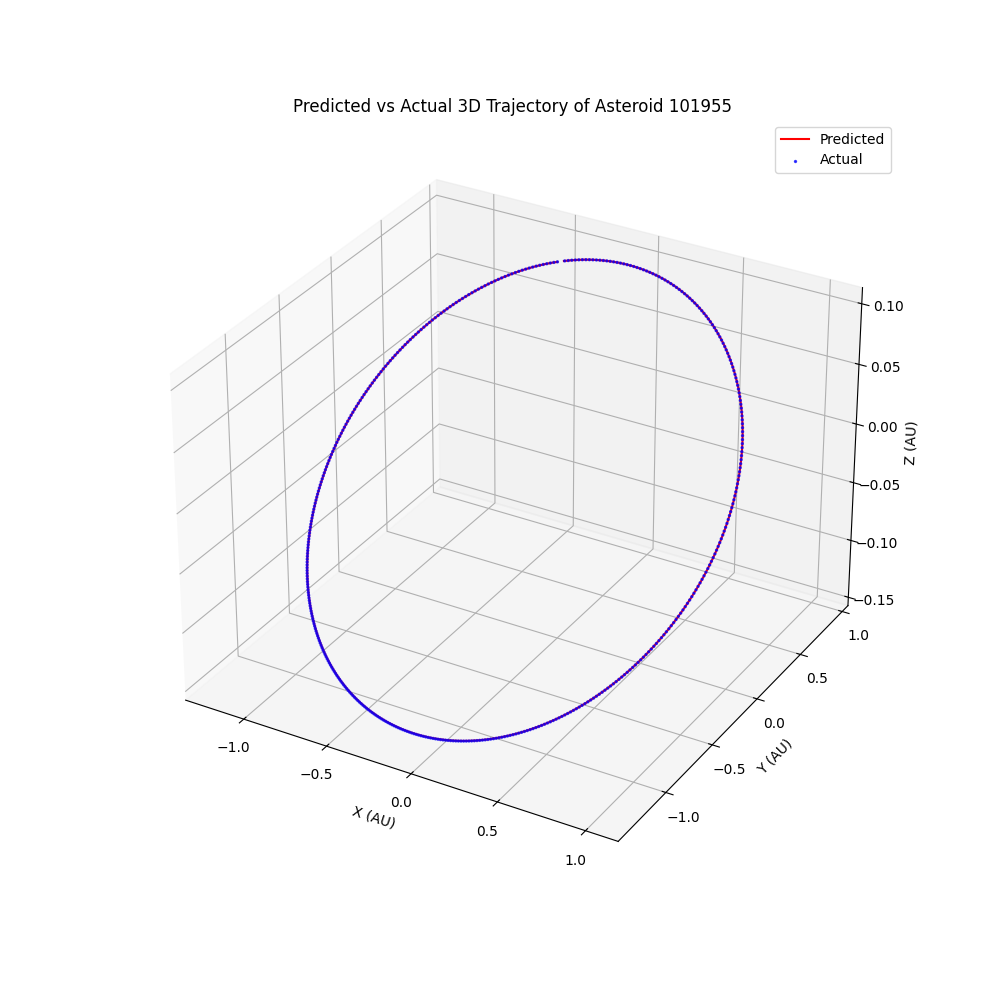 Predicted vs Actual 3D Trajectory of Asteroid 101955
Predicted
Actual
0.10
0.05
0.00
−0.05
−0.10
−0.15
Z (AU)
1.0
0.5
0.0
−0.5
−1.0
Y (AU)
−1.0
−0.5
0.0
0.5
1.0
X (AU)